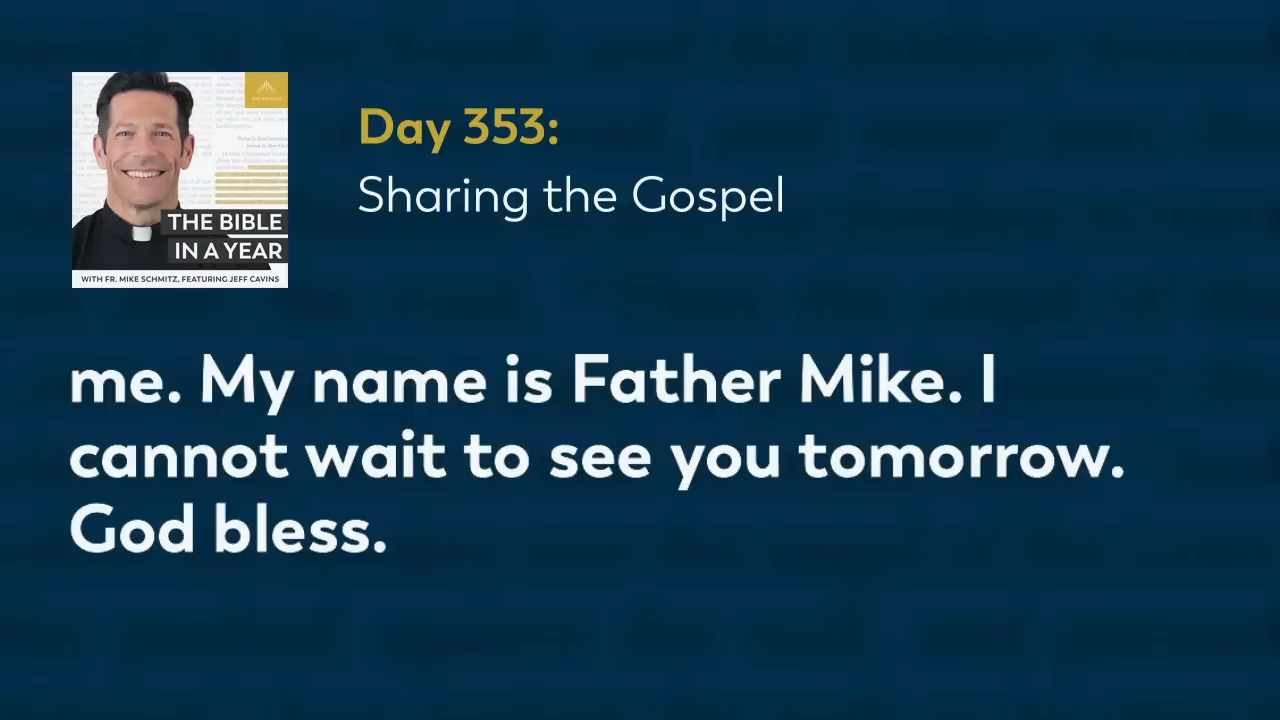 Day 353:
Sharing the Gospel
THE BIBLE
IN A YEAR
WITH FR. MIKE SCHMITZ, FEATURING JEFF CAVINS
me. My name is Father Mike. I
cannot wait to see you tomorrow.
God bless.